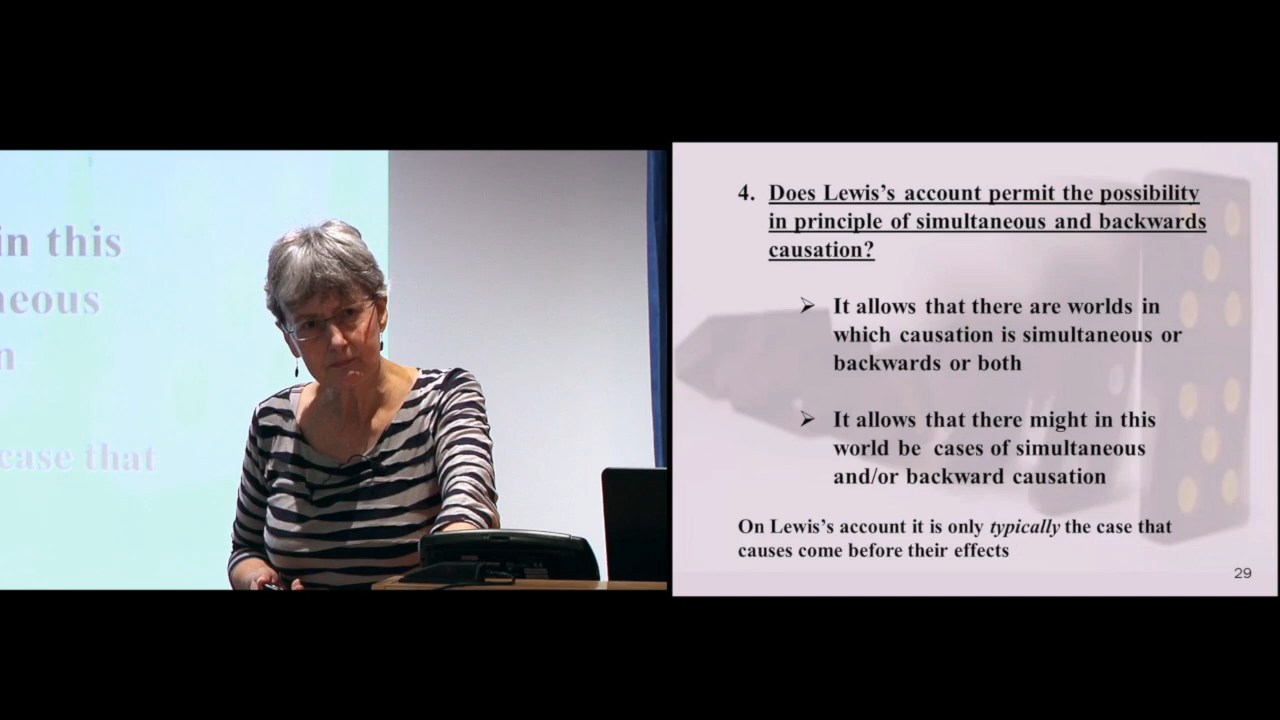 in this
neous
n
case that
4. Does Lewis's account permit the possibility
in principle of simultaneous and backwards
causation?
➢ It allows that there are worlds in
which causation is simultaneous or
backwards or both
➢ It allows that there might in this
world be cases of simultaneous
and/or backward causation
On Lewis's account it is only typically the case that
causes come before their effects
29